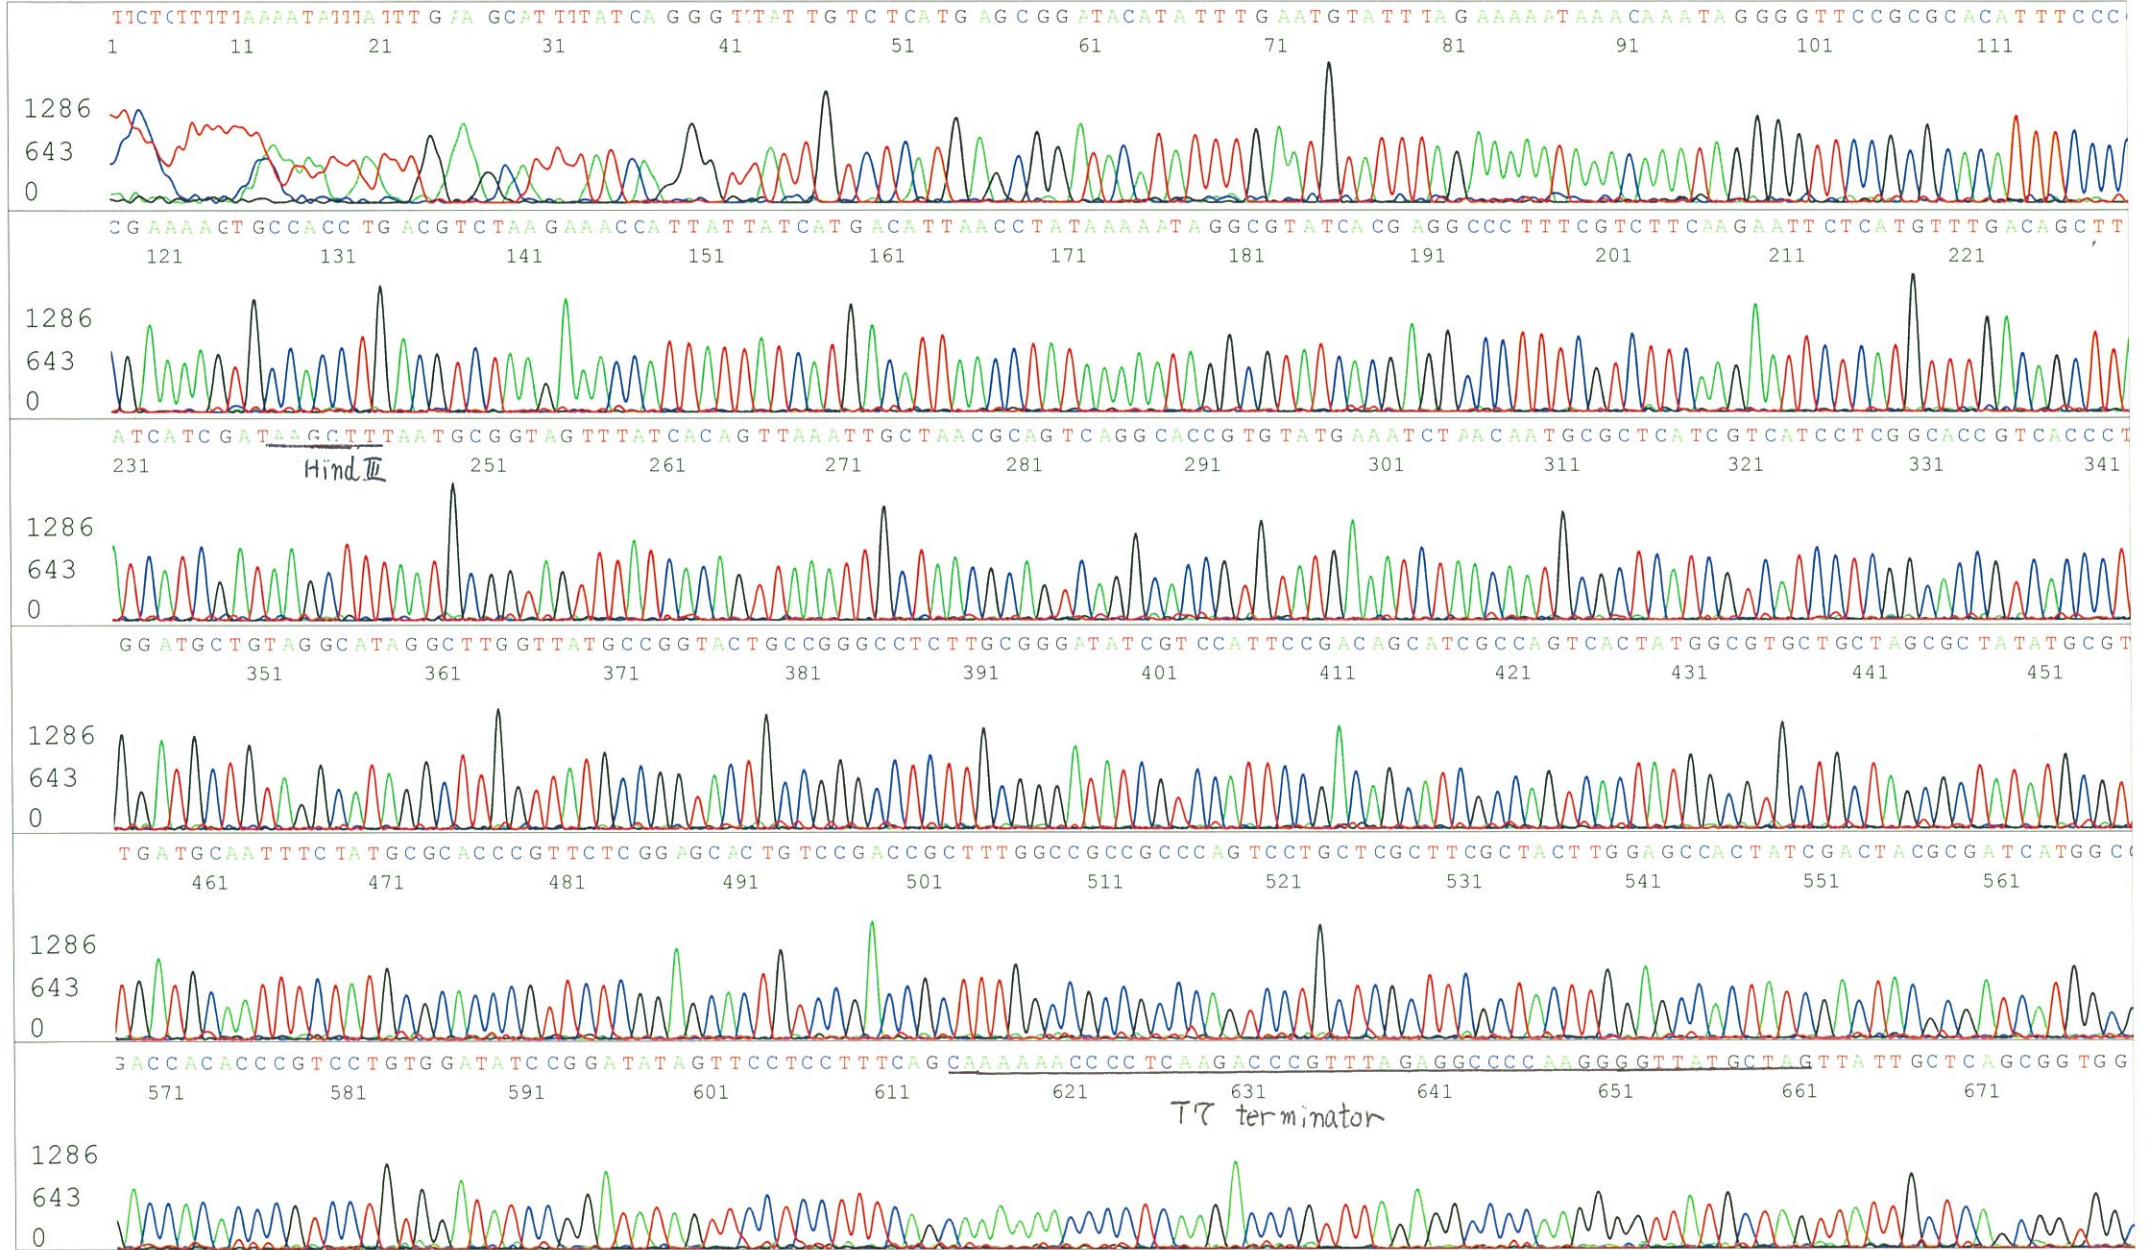 TTCTCTTTTTAAAATATTTATTTGAAGCATTTTATCAGGGTTTATTGTCTCATGAGCGGATACATATTTGAATGTATTTAGAAAAATAAACAAATAGGGGTTCCGCGCACATTTCCCC
1 11 21 31 41 51 61 71 81 91 101 111
1286
643
0
CGAAAAGTGCCACCTGACGTCTAAGAAACCATTATTATCATGACATTAACCTATAAAAATAGGCGTATCACGAGGCCCTTTCGTCTTCAAGAATTCTCATGTTTGACAGCTT
121 131 141 151 161 171 181 191 201 211 221
1286
643
0
ATCATCGATAAGCTTTAATGCGGTAGTTTATCACAGTTAAATTGCTAACGCAGTCAGGCACCGTGTATGAAATCTAACAATGCGCTCATCGTCATCCTCGGCACCGTCACCCT
231 Hind III 251 261 271 281 291 301 311 321 331 341
1286
643
0
GGATGCTGTAGGCATAGGCTTGGTTATGCCGGTACTGCCGGGCCTCTTGCGGGATATCGTCCATTCCGACAGCATCGCCAGTCACTATGGCGTGCTGCTAGCGCTATATGCGT
351 361 371 381 391 401 411 421 431 441 451
1286
643
0
TGATGCAATTTCTATGCGCACCCGTTCTCGGAGCACTGTCCGACCGCTTTGGCCGCCGCCCAGTCCTGCTCGCTTCGCTACTTGGAGCCACTATCGACTACGCGATCATGGCC
461 471 481 491 501 511 521 531 541 551 561
1286
643
0
GACCACACCCGTCCTGTGGATATCCGGATATAGTTCCTCCTTTCAGCAAAAAACCCCTCAAGACCCGTTTAGAGGCCCCAAGGGGTTATGCTAGTTATTGCTCAGCGGTGG
571 581 591 601 611 621 631 641 651 661 671
T7 terminator
1286
643
0